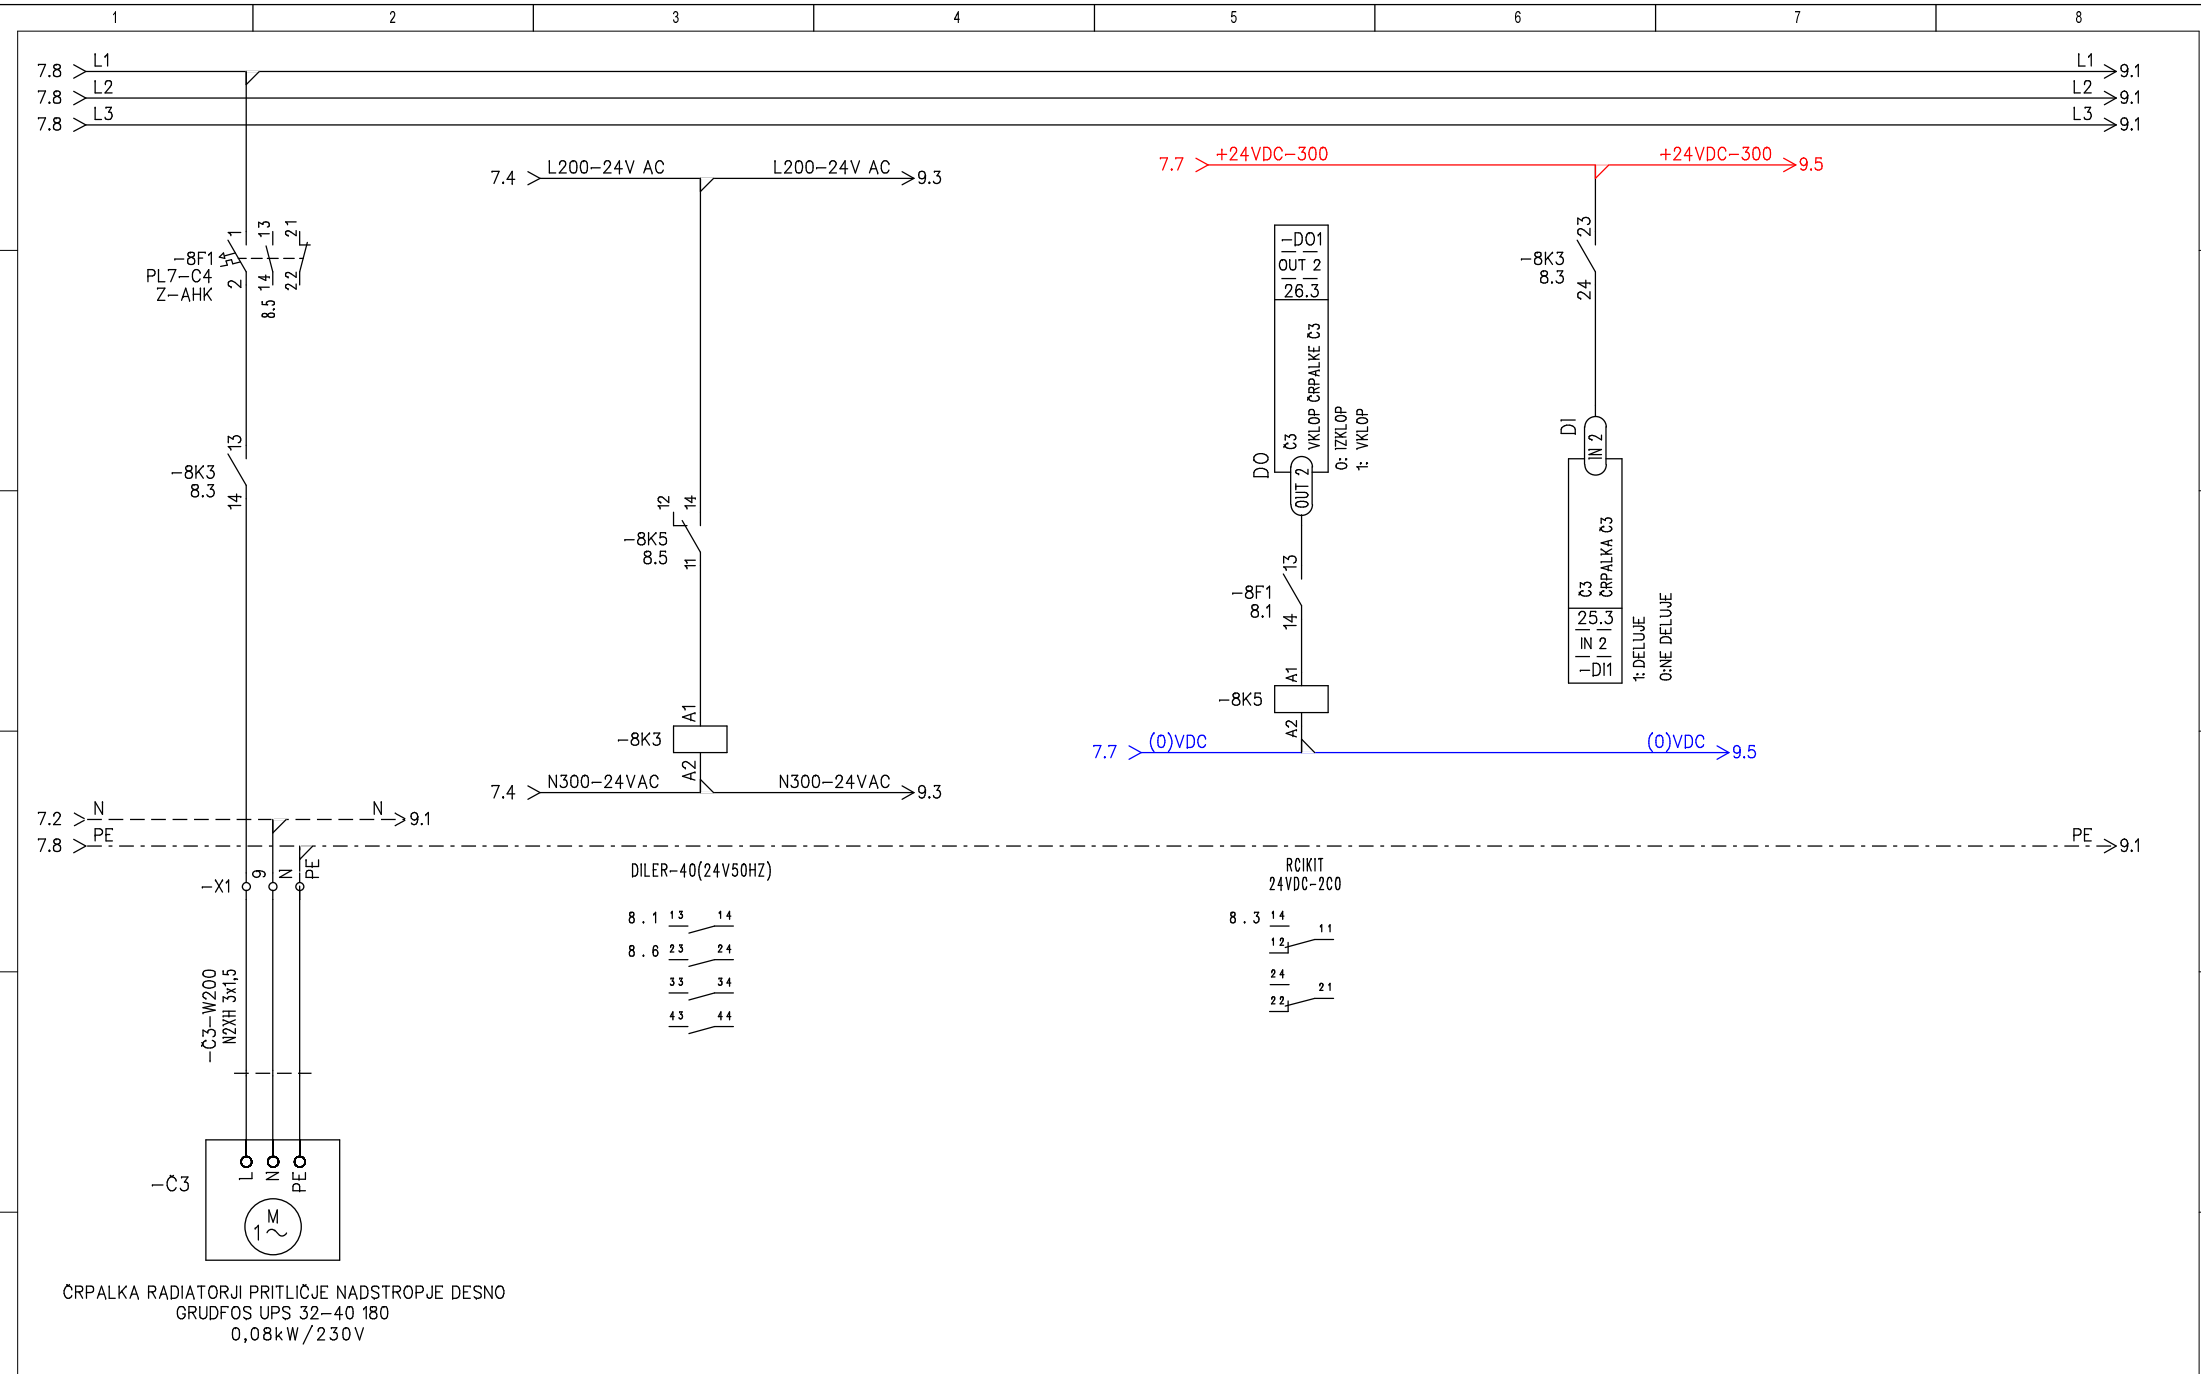 1 2 3 4 5 6 7 8
7.8 L1 L1 9.1
7.8 L2 L2 9.1
7.8 L3 L3 9.1
7.4 L200-24V AC L200-24V AC 9.3
7.7 +24VDC-300 +24VDC-300 9.5
-8F1
PL7-C4
Z-AHK
1
2
13
14
21
22
8.5
-8K3
8.3
13
14
12
14
-8K5
8.5
11
A1
-8K3
A2
7.4 N300-24VAC N300-24VAC 9.3
-DO1
OUT 2
26.3
Č3
VKLOP ČRPALKE Č3
0: IZKLOP
1: VKLOP
DO
OUT 2
13
-8F1
8.1
14
A1
-8K5
A2
7.7 (0)VDC (0)VDC 9.5
23
-8K3
8.3
24
DI
IN 2
Č3
ČRPALKA Č3
25.3
IN 2
-DI1
1: DELUJE
0:NE DELUJE
7.2 N N 9.1
7.8 PE PE 9.1
-X1 9 N PE
DILER-40(24V50HZ)
8.1 13 14
8.6 23 24
33 34
43 44
RCIKIT
24VDC-2CO
8.3 14
12 11
24
22 21
-Č3-W200
N2XH 3x1,5
-Č3
L N PE
M
1~
ČRPALKA RADIATORJI PRITLIČJE NADSTROPJE DESNO
GRUDFOS UPS 32-40 180
0,08kW/230V